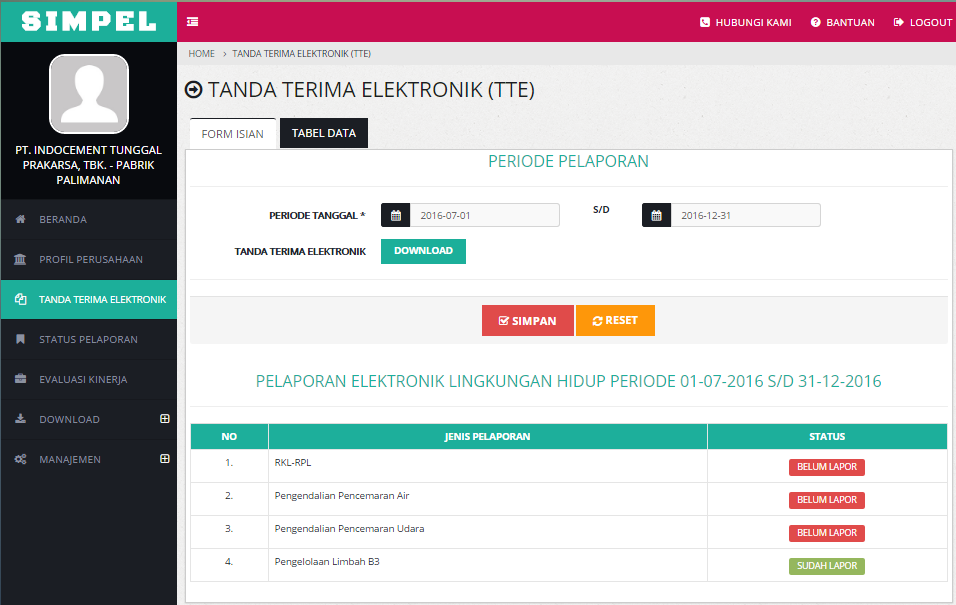 SIMPEL
HUBUNGI KAMI BANTUAN LOGOUT
PT. INDOCEMENT TUNGGAL
PRAKARSA, TBK. - PABRIK
PALIMANAN
BERANDA
PROFIL PERUSAHAAN
TANDA TERIMA ELEKTRONIK
STATUS PELAPORAN
EVALUASI KINERJA
DOWNLOAD
MANAJEMEN
HOME > TANDA TERIMA ELEKTRONIK (TTE)
TANDA TERIMA ELEKTRONIK (TTE)
FORM ISIAN TABEL DATA
PERIODE PELAPORAN
PERIODE TANGGAL * 2016-07-01 S/D 2016-12-31
TANDA TERIMA ELEKTRONIK DOWNLOAD
SIMPAN RESET
PELAPORAN ELEKTRONIK LINGKUNGAN HIDUP PERIODE 01-07-2016 S/D 31-12-2016
NO JENIS PELAPORAN STATUS
1. RKL-RPL BELUM LAPOR
2. Pengendalian Pencemaran Air BELUM LAPOR
3. Pengendalian Pencemaran Udara BELUM LAPOR
4. Pengelolaan Limbah B3 SUDAH LAPOR